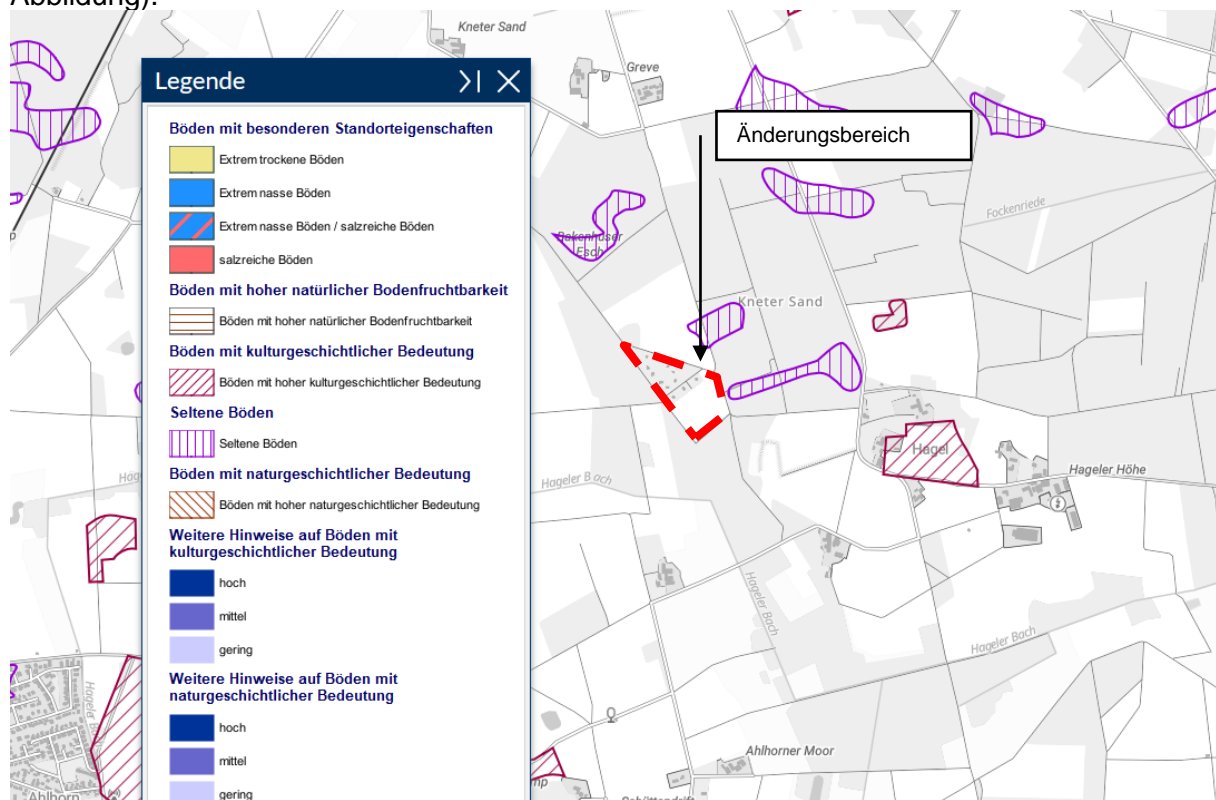 Abbildung).
Legende
Böden mit besonderen Standorteigenschaften
Extrem trockene Böden
Extrem nasse Böden
Extrem nasse Böden / salzreiche Böden
salzreiche Böden
Böden mit hoher natürlicher Bodenfruchtbarkeit
Böden mit hoher natürlicher Bodenfruchtbarkeit
Böden mit kulturgeschichtlicher Bedeutung
Böden mit hoher kulturgeschichtlicher Bedeutung
Seltene Böden
Seltene Böden
Böden mit naturgeschichtlicher Bedeutung
Böden mit hoher naturgeschichtlicher Bedeutung
Weitere Hinweise auf Böden mit
kulturgeschichtlicher Bedeutung
hoch
mittel
gering
Weitere Hinweise auf Böden mit
naturgeschichtlicher Bedeutung
hoch
mittel
gering
Kneter Sand
Greve
Änderungsbereich
Fockenriede
Bakenhuser
Esch
Kneter Sand
Hagel
Hageler Höhe
Hageler Bach
Hageler Bach
Hageler Bach
Ahlhorner Moor
Ahlhorn